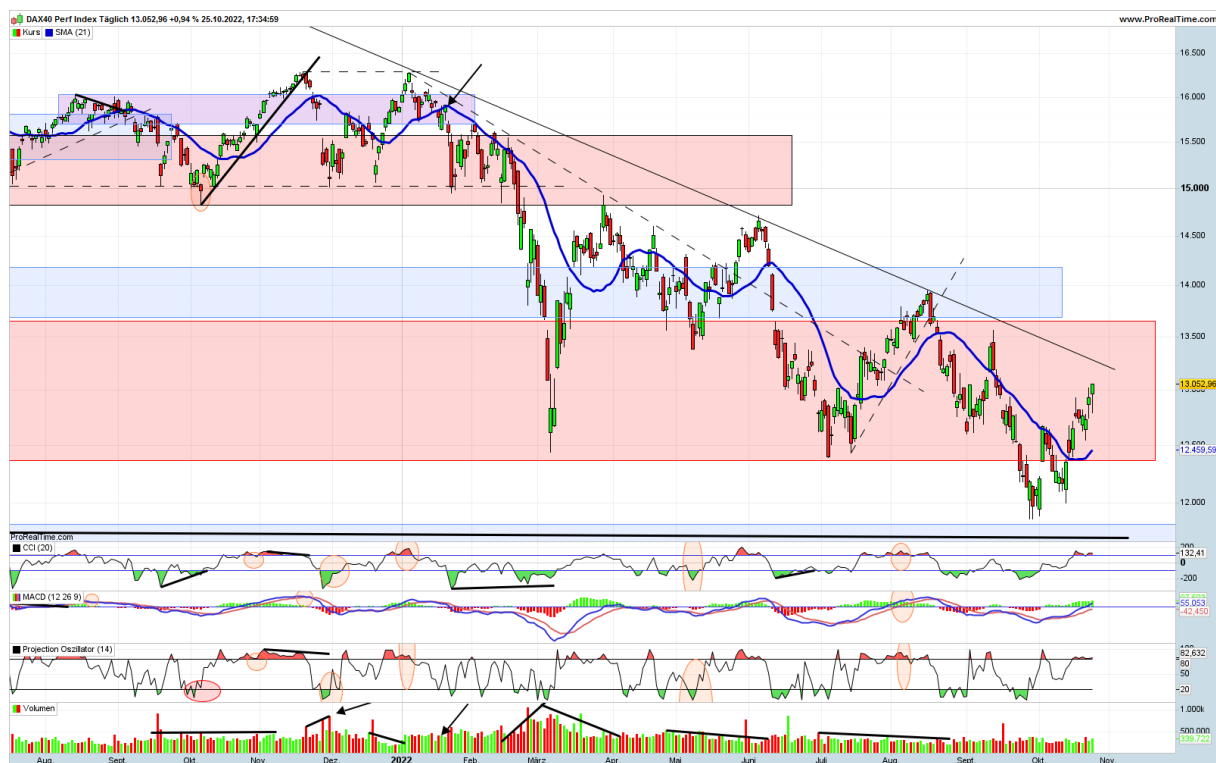 DAX40 Perf Index Täglich 13.052,96 +0,94 % 25.10.2022, 17:34:59
www.ProRealTime.com
Kurs SMA (21)
16.500
16.000
15.500
15.000
14.500
14.000
13.500
13.052,96
12.459,59
12.000
ProRealTime.com
CCI (20)
132,41
0
-200
MACD (12 26 9)
55,053
-42,450
Projection Oszillator (14)
82,632
80
50
20
Volumen
1.000k
500.000
339.722
Aug. Sept. Okt. Nov. Dez. 2022 Feb. März Apr. Mai Juni Juli Aug. Sept. Okt. Nov.